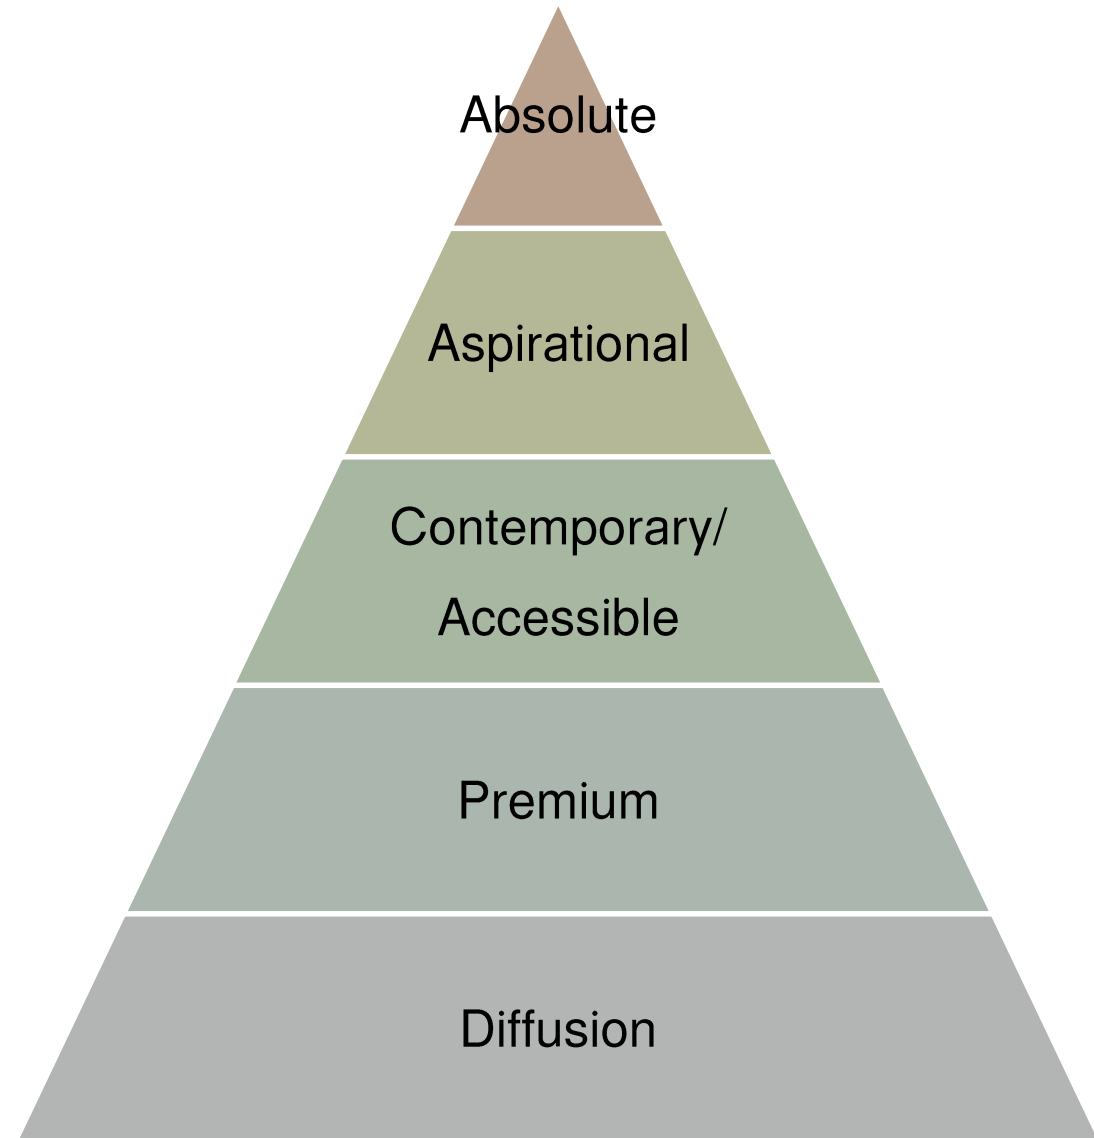 Absolute
Aspirational
Contemporary/
Accessible
Premium
Diffusion